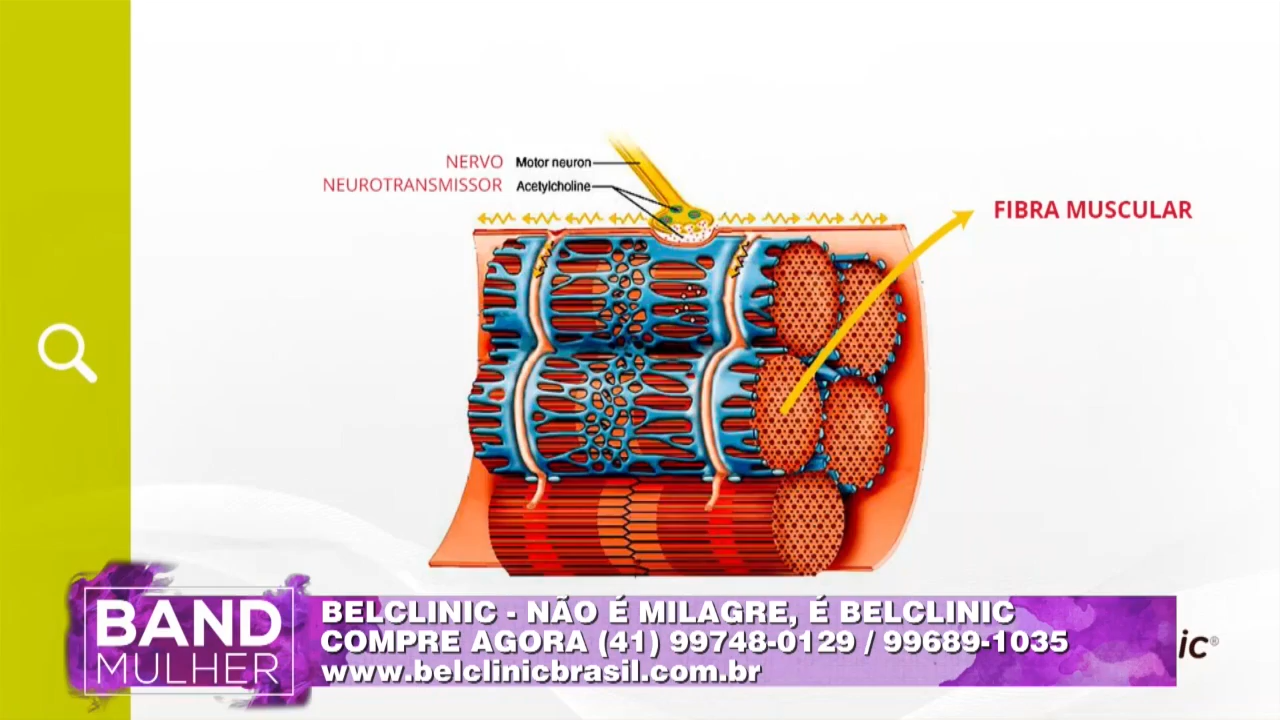 NERVO Motor neuron
NEUROTRANSMISSOR Acetylcholine
FIBRA MUSCULAR
BAND
MULHER
BELCLINIC - NÃO É MILAGRE, É BELCLINIC
COMPRE AGORA (41) 99748-0129 / 99689-1035
www.belclinicbrasil.com.br
ic®